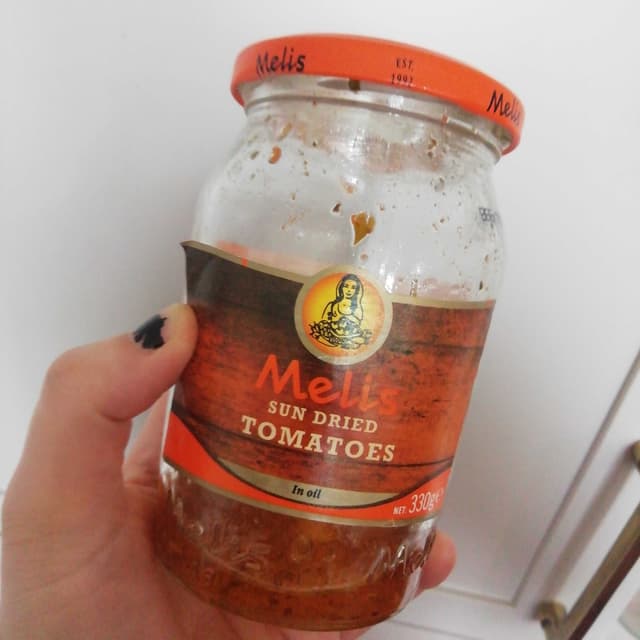 Melis
EST.
1992
Melis
Melis
SUN DRIED
TOMATOES
In oil
NET. 330g e